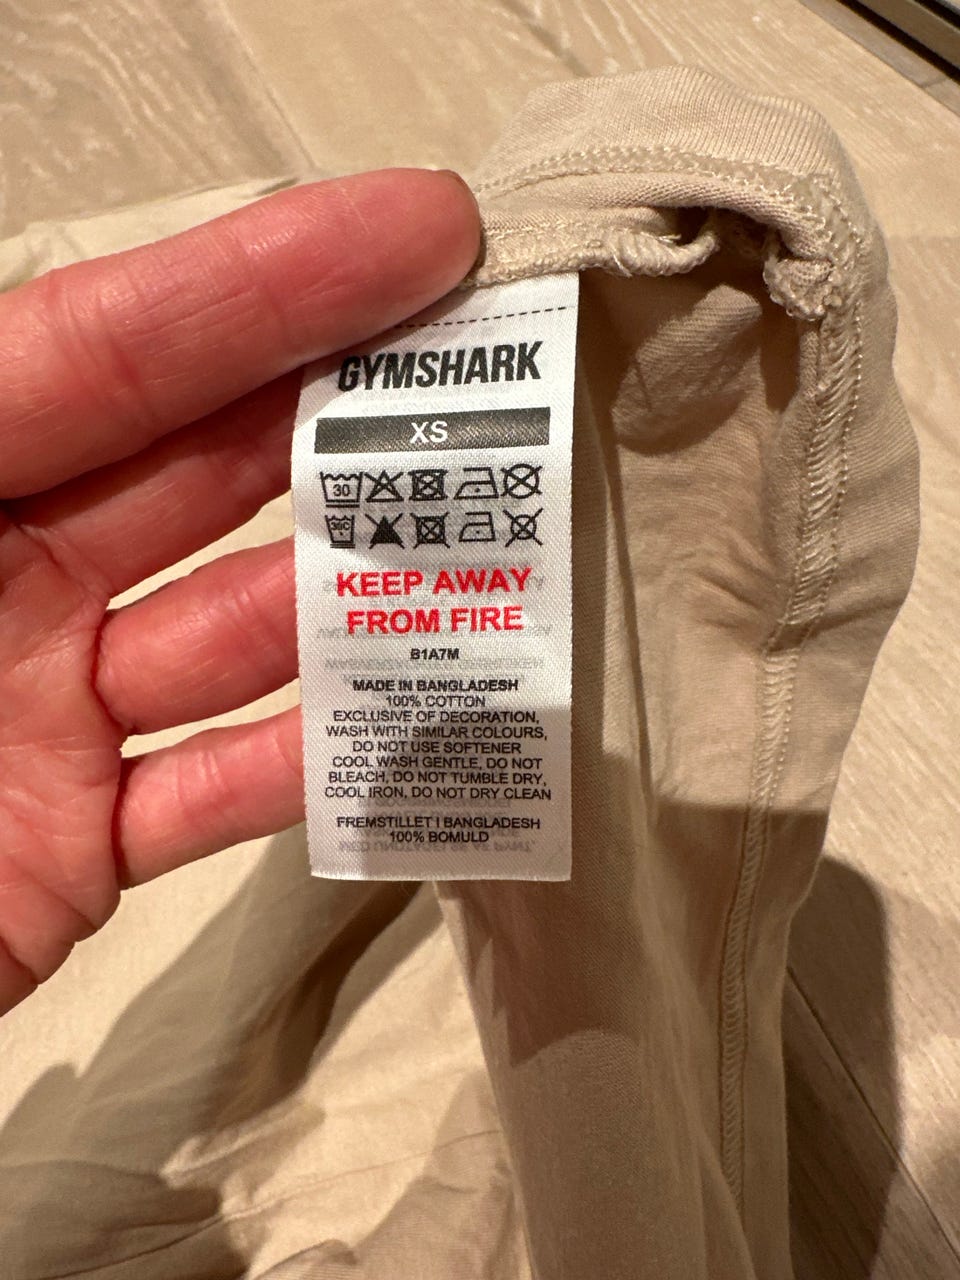 GYMSHARK
XS
30
30C
KEEP AWAY
FROM FIRE
B1A7M
MADE IN BANGLADESH
100% COTTON
EXCLUSIVE OF DECORATION,
WASH WITH SIMILAR COLOURS,
DO NOT USE SOFTENER
COOL WASH GENTLE, DO NOT
BLEACH, DO NOT TUMBLE DRY,
COOL IRON, DO NOT DRY CLEAN
FREMSTILLET I BANGLADESH
100% BOMULD